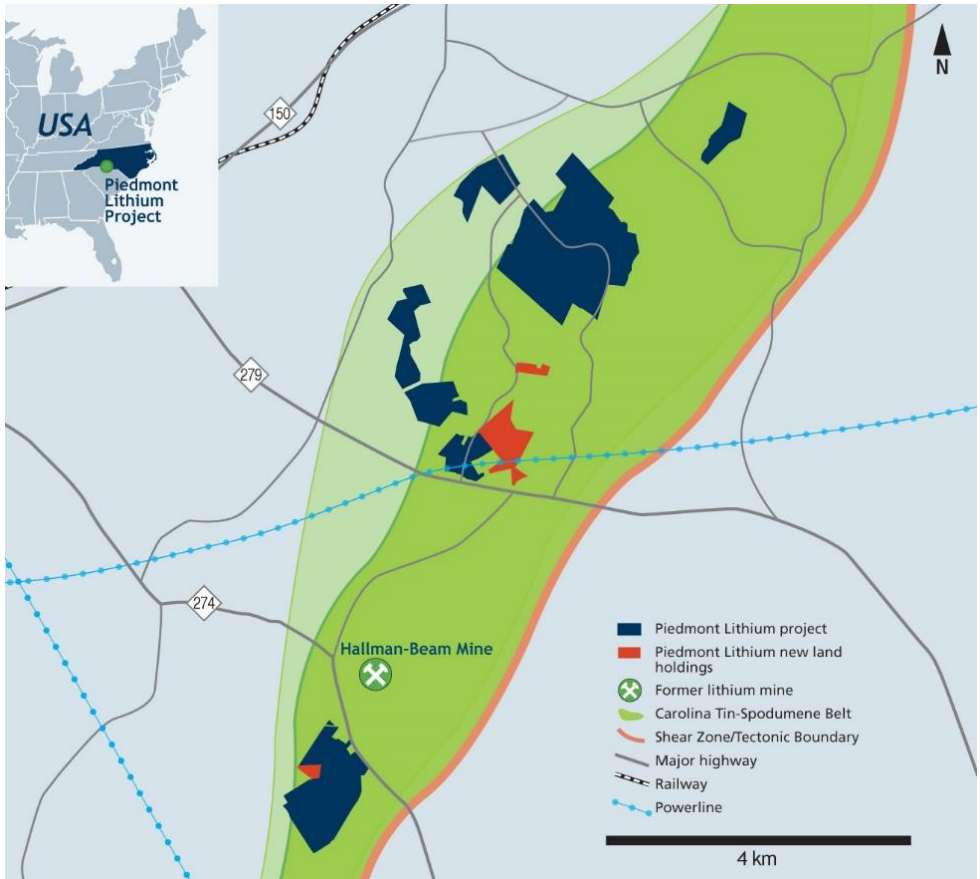 USA
Piedmont
Lithium
Project
150
N
279
274
Hallman-Beam Mine
Piedmont Lithium project
Piedmont Lithium new land
holdings
Former lithium mine
Carolina Tin-Spodumene Belt
Shear Zone/Tectonic Boundary
Major highway
Railway
Powerline
4 km